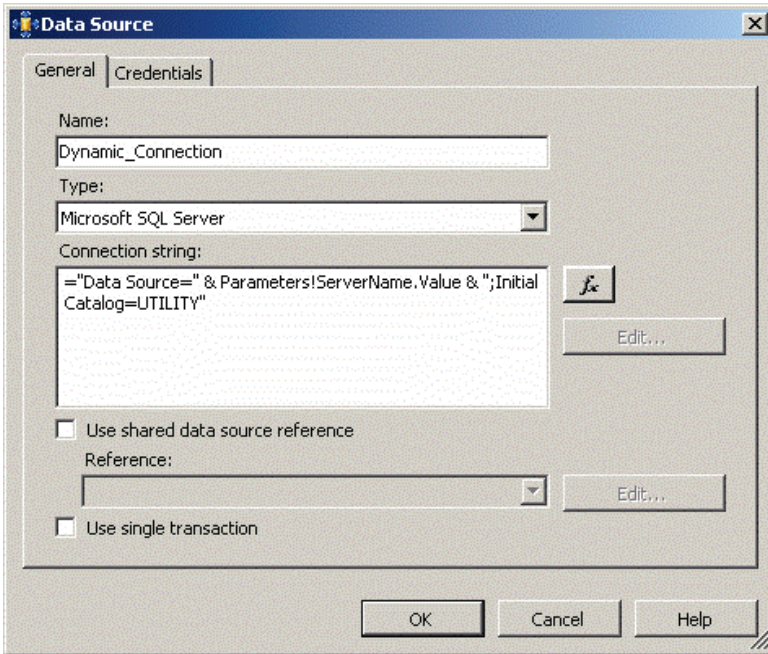 Data Source
General Credentials
Name:
Dynamic_Connection
Type:
Microsoft SQL Server
Connection string:
="Data Source=" & Parameters!ServerName.Value & ";Initial
Catalog=UTILITY"
fx
Edit...
Use shared data source reference
Reference:
Edit...
Use single transaction
OK Cancel Help